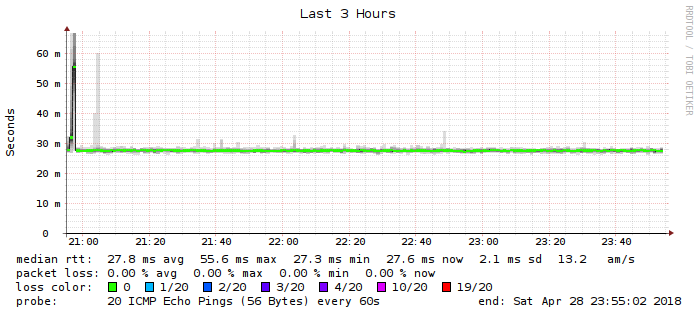 Last 3 Hours
RRDTOOL / TOBI OETIKER
Seconds
60 m
50 m
40 m
30 m
20 m
10 m
0
21:00 21:20 21:40 22:00 22:20 22:40 23:00 23:20 23:40
median rtt: 27.8 ms avg 55.6 ms max 27.3 ms min 27.6 ms now 2.1 ms sd 13.2 am/s
packet loss: 0.00 % avg 0.00 % max 0.00 % min 0.00 % now
loss color: 0 1/20 2/20 3/20 4/20 10/20 19/20
probe: 20 ICMP Echo Pings (56 Bytes) every 60s end: Sat Apr 28 23:55:02 2018